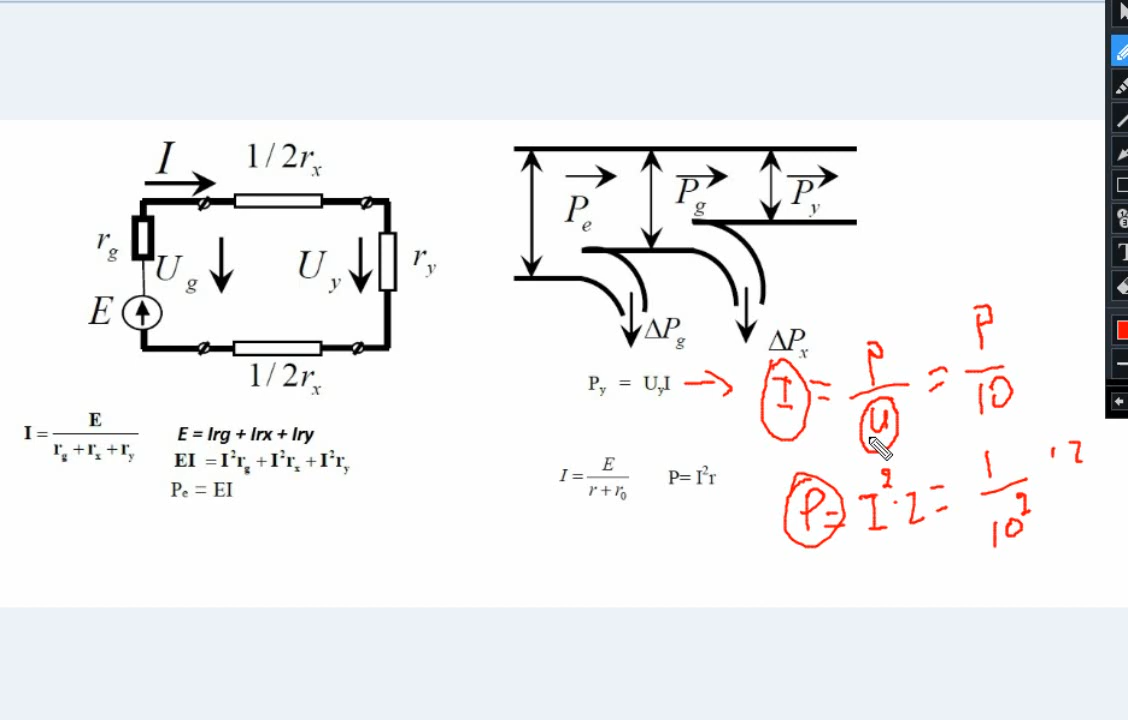 I
1/2rx
rg
Ug
Uy
ry
E
1/2rx
Pe
Pg
Py
ΔPg
ΔPx
Py = UyI → I = P/U = P/10
I = E/(rg + rx + ry)
E = Irg + Irx + Iry
EI = I²rg + I²rx + I²ry
Pe = EI
I = E/(r + r0)
P= I²r
P= I²·2 = 1/10² ·2